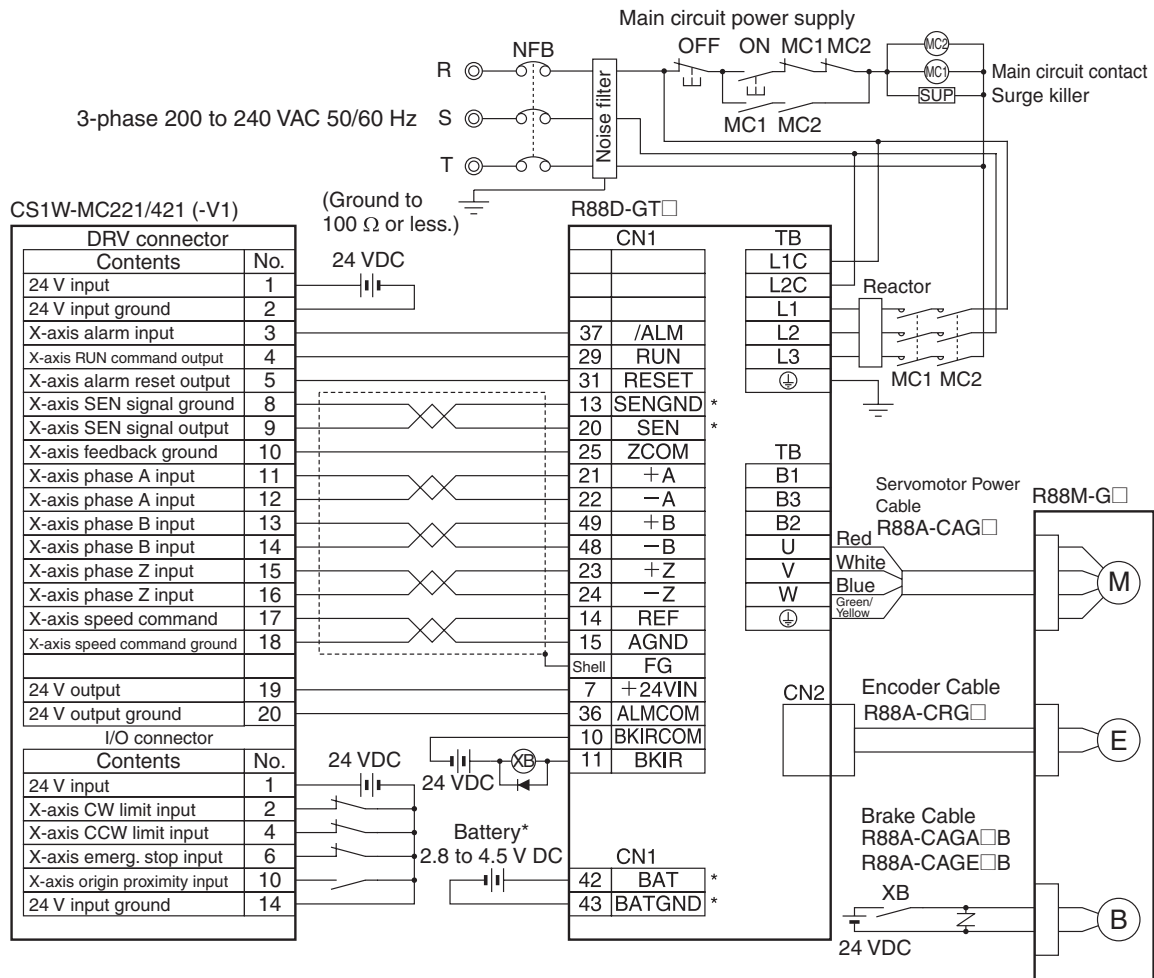 Main circuit power supply
NFB
OFF ON MC1 MC2
MC2
R
MC1
Main circuit contact
SUP
Surge killer
Noise filter
3-phase 200 to 240 VAC 50/60 Hz
S
MC1 MC2
T
(Ground to
100 Ω or less.)
CS1W-MC221/421 (-V1)
DRV connector
Contents No.
24 V input 1
24 V input ground 2
X-axis alarm input 3
X-axis RUN command output 4
X-axis alarm reset output 5
X-axis SEN signal ground 8
X-axis SEN signal output 9
X-axis feedback ground 10
X-axis phase A input 11
X-axis phase A input 12
X-axis phase B input 13
X-axis phase B input 14
X-axis phase Z input 15
X-axis phase Z input 16
X-axis speed command 17
X-axis speed command ground 18
24 V output 19
24 V output ground 20
I/O connector
Contents No.
24 V input 1
X-axis CW limit input 2
X-axis CCW limit input 4
X-axis emerg. stop input 6
X-axis origin proximity input 10
24 V input ground 14
24 VDC
24 VDC
24 VDC
XB
Battery*
2.8 to 4.5 V DC
R88D-GT□
CN1
37 /ALM
29 RUN
31 RESET
13 SENGND *
20 SEN *
25 ZCOM
21 +A
22 −A
49 +B
48 −B
23 +Z
24 −Z
14 REF
15 AGND
Shell FG
7 +24VIN
36 ALMCOM
10 BKIRCOM
11 BKIR
CN1
42 BAT *
43 BATGND *
TB
L1C
L2C
L1
L2
L3
Reactor
MC1 MC2
TB
B1
B3
B2
U
V
W
Red
White
Blue
Green/
Yellow
Servomotor Power
Cable
R88A-CAG□
R88M-G□
M
CN2
Encoder Cable
R88A-CRG□
E
Brake Cable
R88A-CAGA□B
R88A-CAGE□B
XB
24 VDC
B